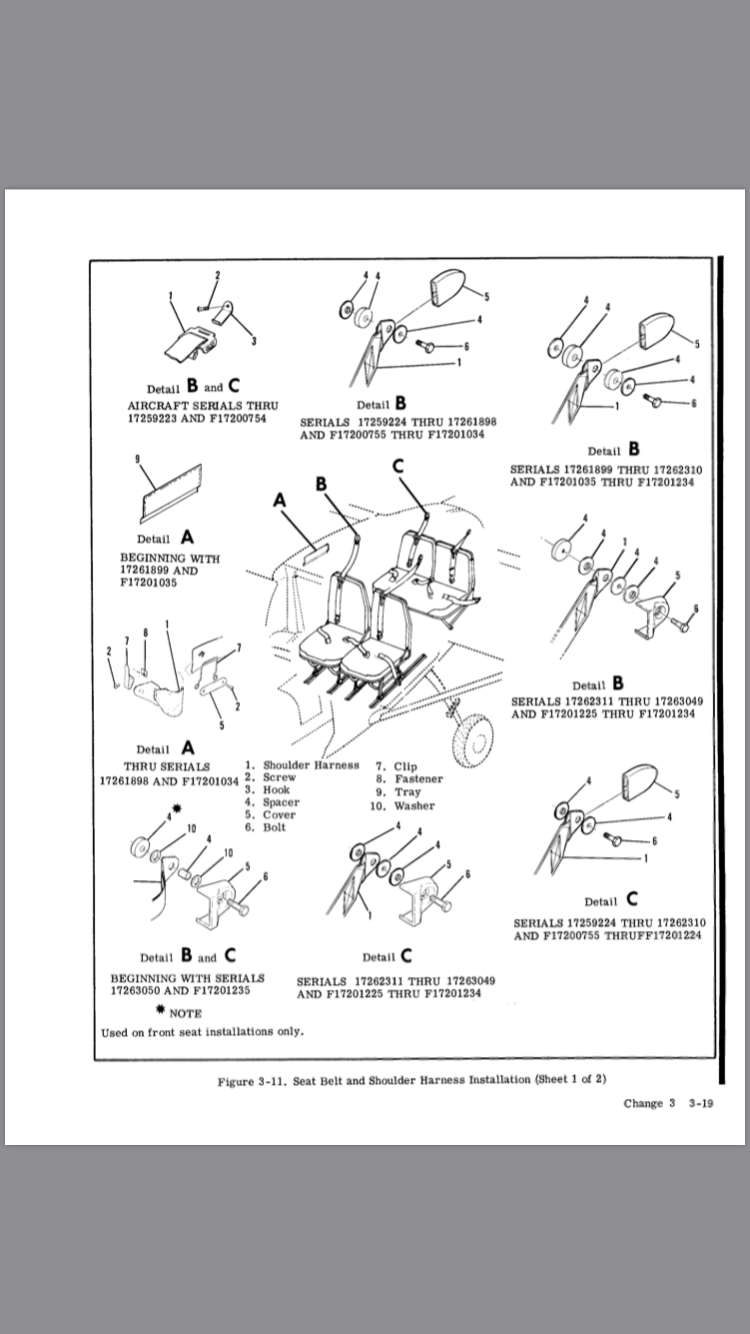 2
1
3
Detail B and C
AIRCRAFT SERIALS THRU
17259223 AND F17200754
4 4
5
4
6
1
Detail B
SERIALS 17259224 THRU 17261898
AND F17200755 THRU F17201034
4
4
5
4
4
1
6
Detail B
SERIALS 17261899 THRU 17262310
AND F17201035 THRU F17201234
9
Detail A
BEGINNING WITH
17261899 AND
F17201035
A
B
C
4
4
1
4
4
5
6
Detail B
SERIALS 17262311 THRU 17263049
AND F17201225 THRU F17201234
1
8
7
2
7
2
5
Detail A
THRU SERIALS
17261898 AND F17201034
1. Shoulder Harness
2. Screw
3. Hook
4. Spacer
5. Cover
6. Bolt
7. Clip
8. Fastener
9. Tray
10. Washer
*
4
10
4
10
5
6
Detail B and C
BEGINNING WITH SERIALS
17263050 AND F17201235
4
4
4
5
6
1
Detail C
SERIALS 17262311 THRU 17263049
AND F17201225 THRU F17201234
4
5
4
6
1
Detail C
SERIALS 17259224 THRU 17262310
AND F17200755 THRUFF17201224
* NOTE
Used on front seat installations only.
Figure 3-11. Seat Belt and Shoulder Harness Installation (Sheet 1 of 2)
Change 3 3-19